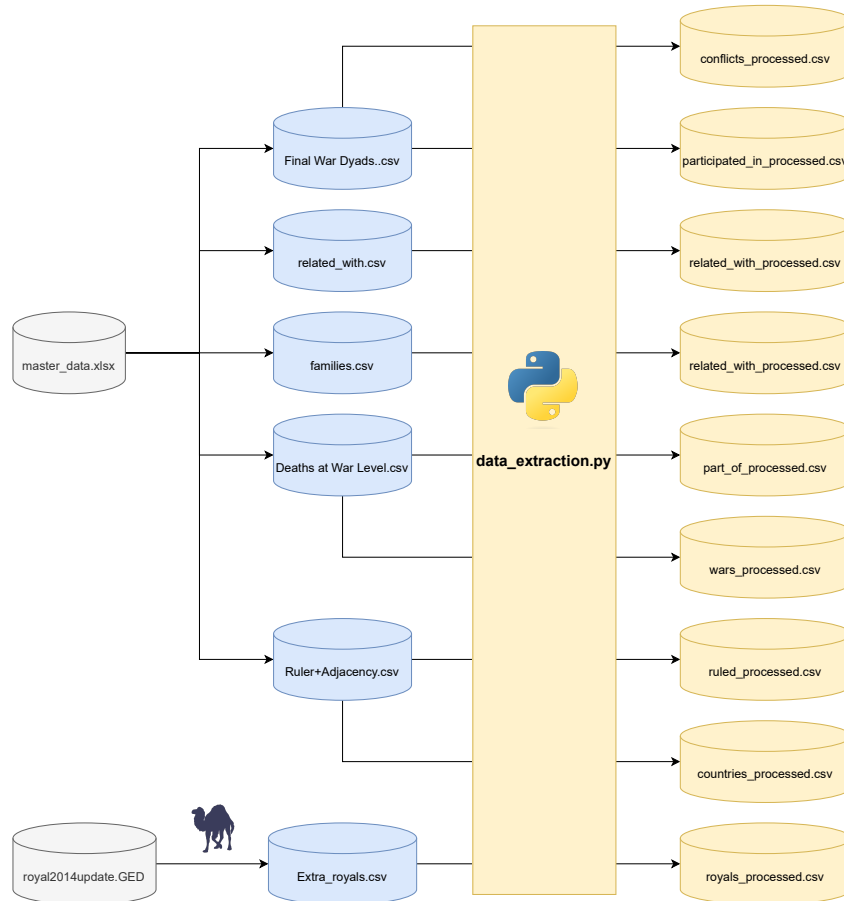 conflicts_processed.csv
Final War Dyads..csv
participated_in_processed.csv
related_with.csv
related_with_processed.csv
master_data.xlsx
families.csv
related_with_processed.csv
Deaths at War Level.csv
data_extraction.py
part_of_processed.csv
wars_processed.csv
Ruler+Adjacency.csv
ruled_processed.csv
countries_processed.csv
royal2014update.GED
Extra_royals.csv
royals_processed.csv